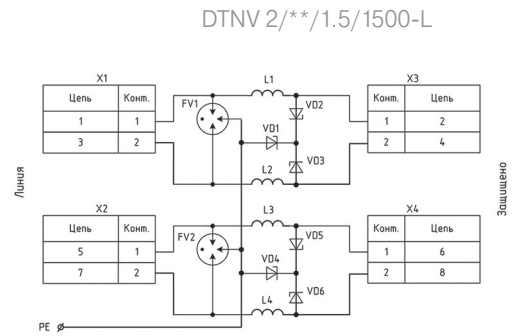 DTNV 2/**/1.5/1500-L
X1
Цепь Конт.
1 1
3 2
FV1
L1
VD2
VD1
VD3
L2
X3
Конт. Цепь
1 2
2 4
Линия
Защищено
X2
Цепь Конт.
5 1
7 2
FV2
L3
VD5
VD4
VD6
L4
X4
Конт. Цепь
1 6
2 8
PE